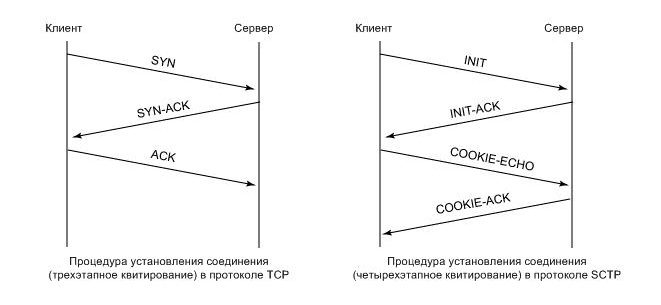 Клиент
Сервер
SYN
SYN-ACK
ACK
Процедура установления соединения
(трехэтапное квитирование) в протоколе TCP
Клиент
Сервер
INIT
INIT-ACK
COOKIE-ECHO
COOKIE-ACK
Процедура установления соединения
(четырехэтапное квитирование) в протоколе SCTP